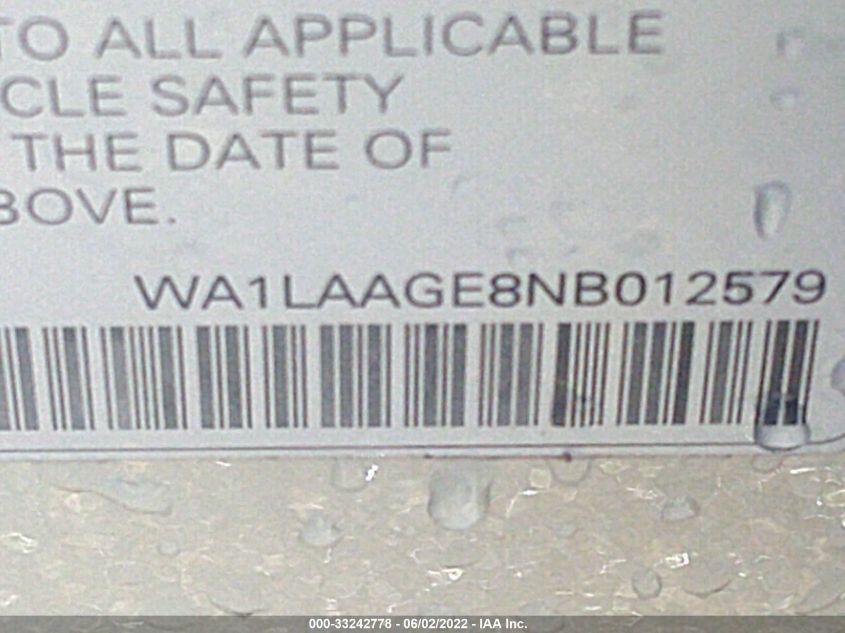 TO ALL APPLICABLE
CLE SAFETY
THE DATE OF
BOVE.
WA1LAAGE8NB012579
000-33242778 - 06/02/2022 - IAA Inc.